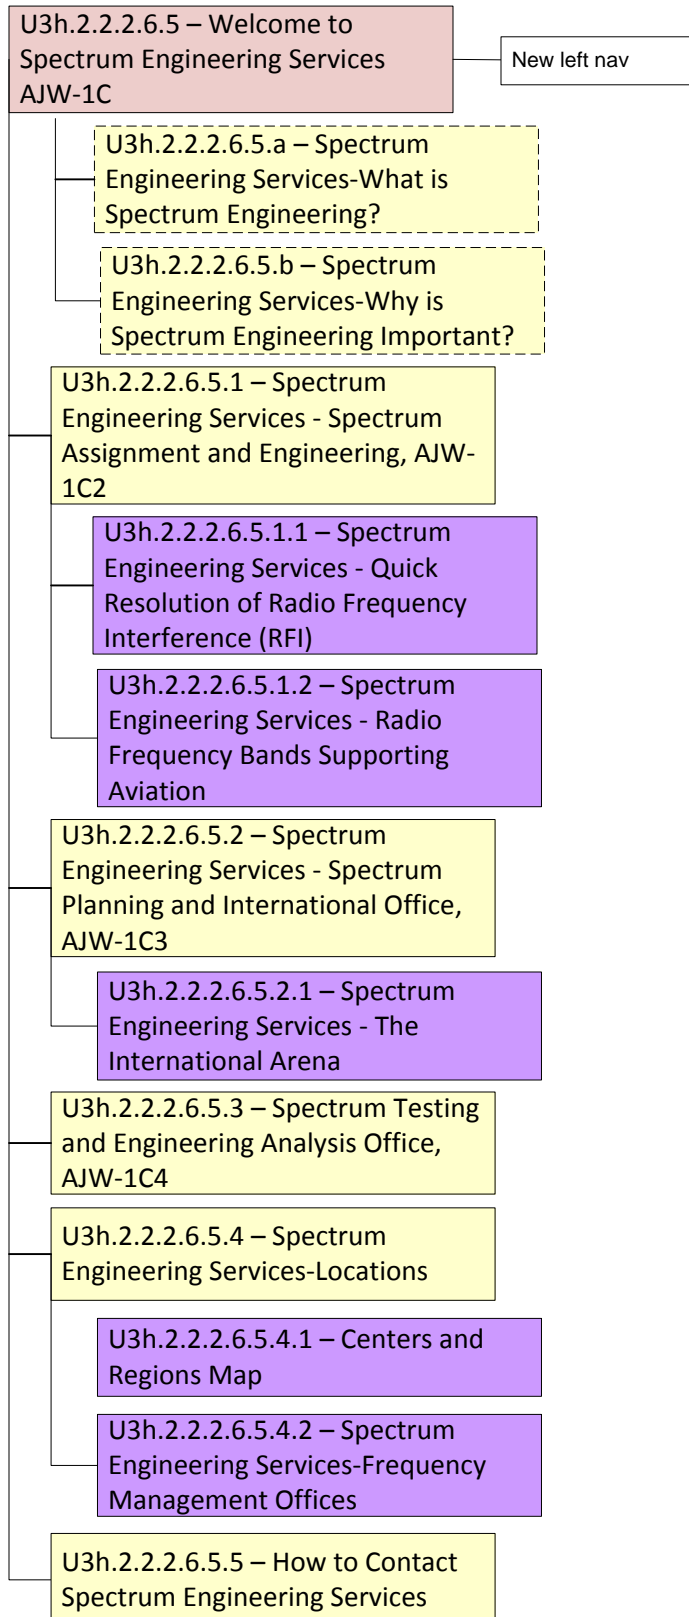 U3h.2.2.2.6.5 – Welcome to
Spectrum Engineering Services
AJW-1C
New left nav
U3h.2.2.2.6.5.a – Spectrum
Engineering Services-What is
Spectrum Engineering?
U3h.2.2.2.6.5.b – Spectrum
Engineering Services-Why is
Spectrum Engineering Important?
U3h.2.2.2.6.5.1 – Spectrum
Engineering Services - Spectrum
Assignment and Engineering, AJW-
1C2
U3h.2.2.2.6.5.1.1 – Spectrum
Engineering Services - Quick
Resolution of Radio Frequency
Interference (RFI)
U3h.2.2.2.6.5.1.2 – Spectrum
Engineering Services - Radio
Frequency Bands Supporting
Aviation
U3h.2.2.2.6.5.2 – Spectrum
Engineering Services - Spectrum
Planning and International Office,
AJW-1C3
U3h.2.2.2.6.5.2.1 – Spectrum
Engineering Services - The
International Arena
U3h.2.2.2.6.5.3 – Spectrum Testing
and Engineering Analysis Office,
AJW-1C4
U3h.2.2.2.6.5.4 – Spectrum
Engineering Services-Locations
U3h.2.2.2.6.5.4.1 – Centers and
Regions Map
U3h.2.2.2.6.5.4.2 – Spectrum
Engineering Services-Frequency
Management Offices
U3h.2.2.2.6.5.5 – How to Contact
Spectrum Engineering Services